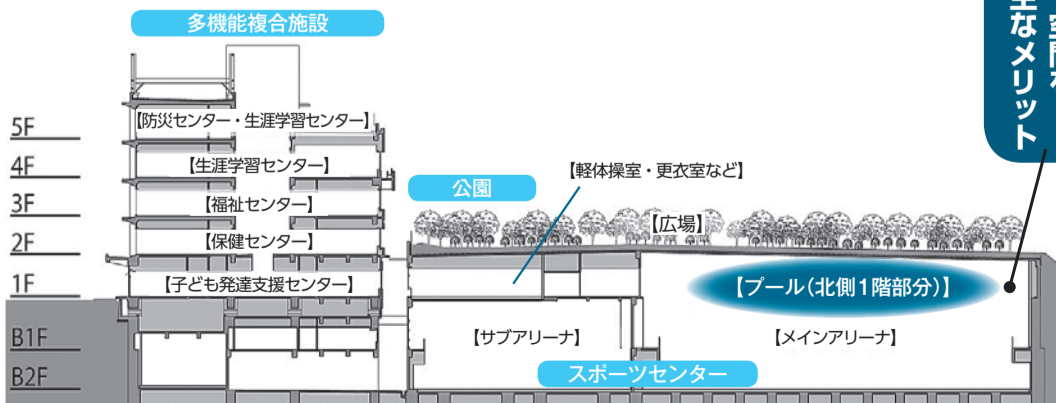 多機能複合施設
主なメリット
5F
【防災センター・生涯学習センター】
4F
【生涯学習センター】
【軽体操室・更衣室など】
公園
3F
【福祉センター】
【広場】
2F
【保健センター】
1F
【子ども発達支援センター】
【プール(北側1階部分)】
B1F
【サブアリーナ】
【メインアリーナ】
B2F
スポーツセンター